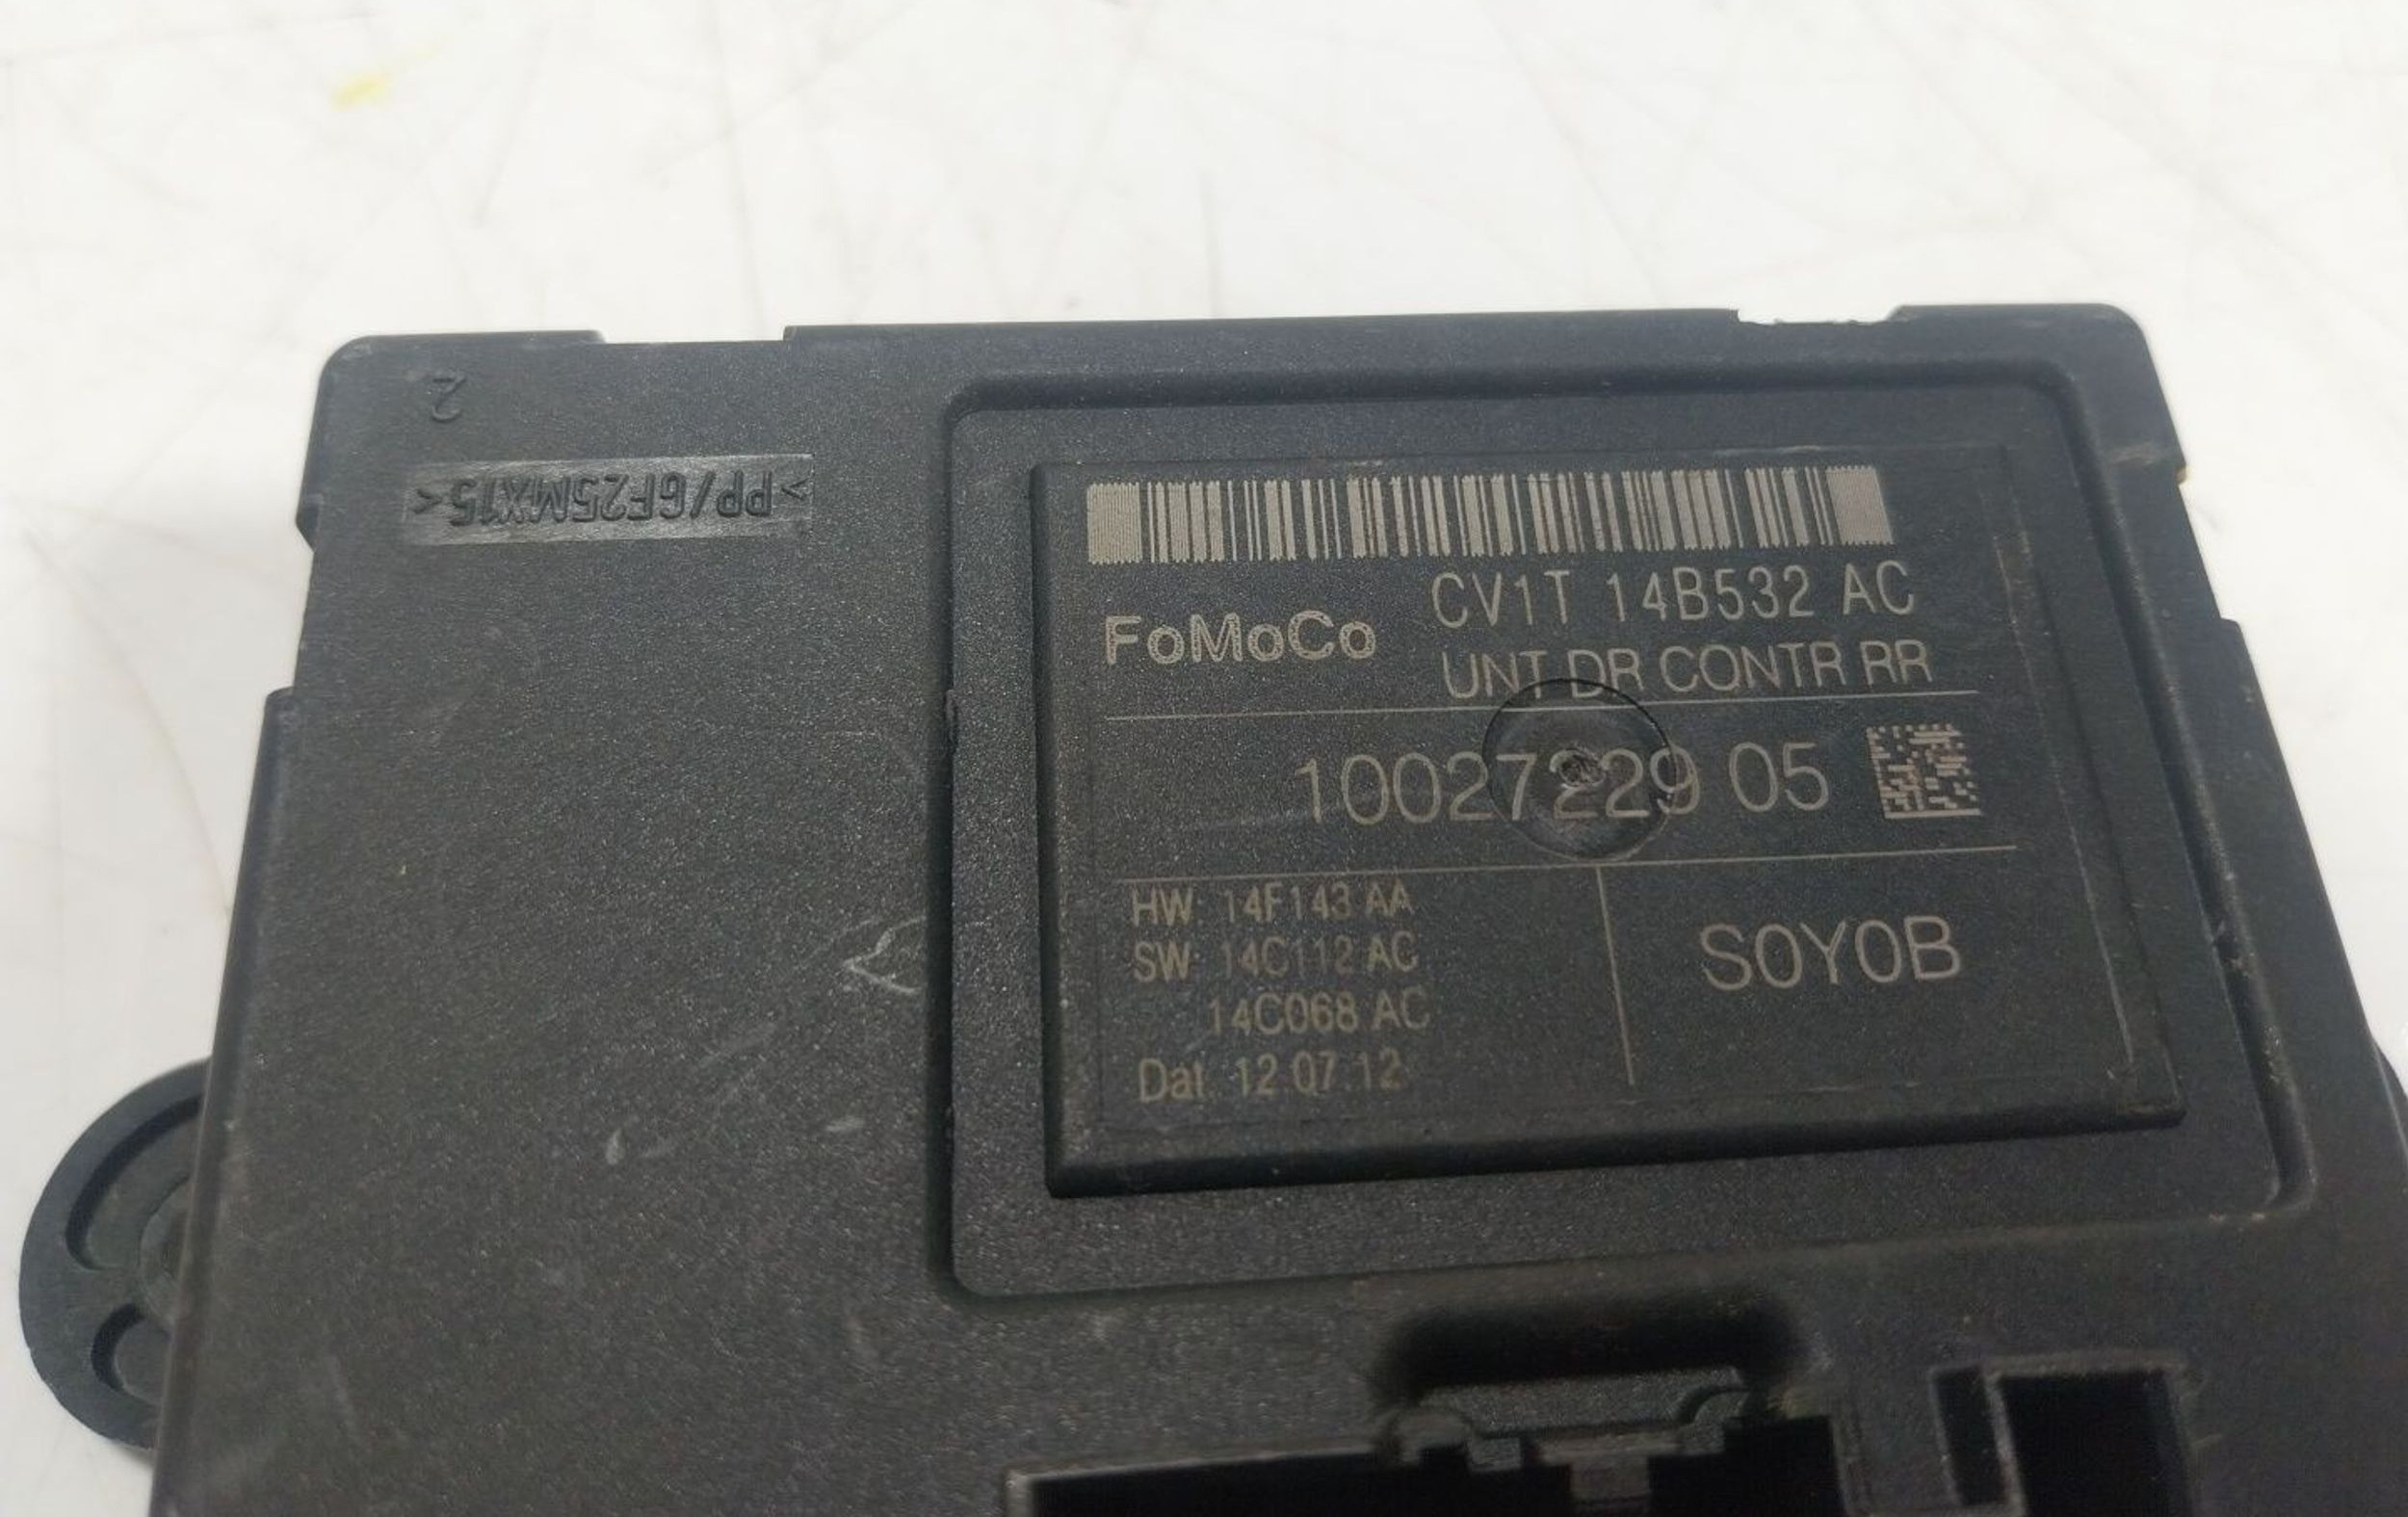 2
>PP/GF25MX15<
CV1T 14B532 AC
FoMoCo
UNT DR CONTR RR
10027229 05
HW: 14F143 AA
SW: 14C112 AC
14C068 AC
Dat.: 12.07.12
S0Y0B